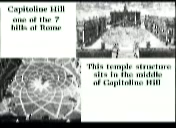 Capitoline Hill
one of the 7
hills of Rome
This temple structure
sits in the middle
of Capitoline Hill